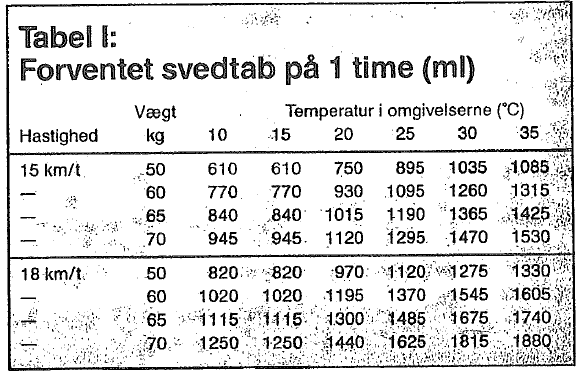 Tabel I:
Forventet svedtab på 1 time (ml)
Vægt Temperatur i omgivelserne (°C)
Hastighed kg 10 15 20 25 30 35
15 km/t 50 610 610 750 895 1035 1085
— 60 770 770 930 1095 1260 1315
— 65 840 840 1015 1190 1365 1425
— 70 945 945 1120 1295 1470 1530
18 km/t 50 820 820 970 1120 1275 1330
— 60 1020 1020 1195 1370 1545 1605
— 65 1115 1115 1300 1485 1675 1740
— 70 1250 1250 1440 1625 1815 1880